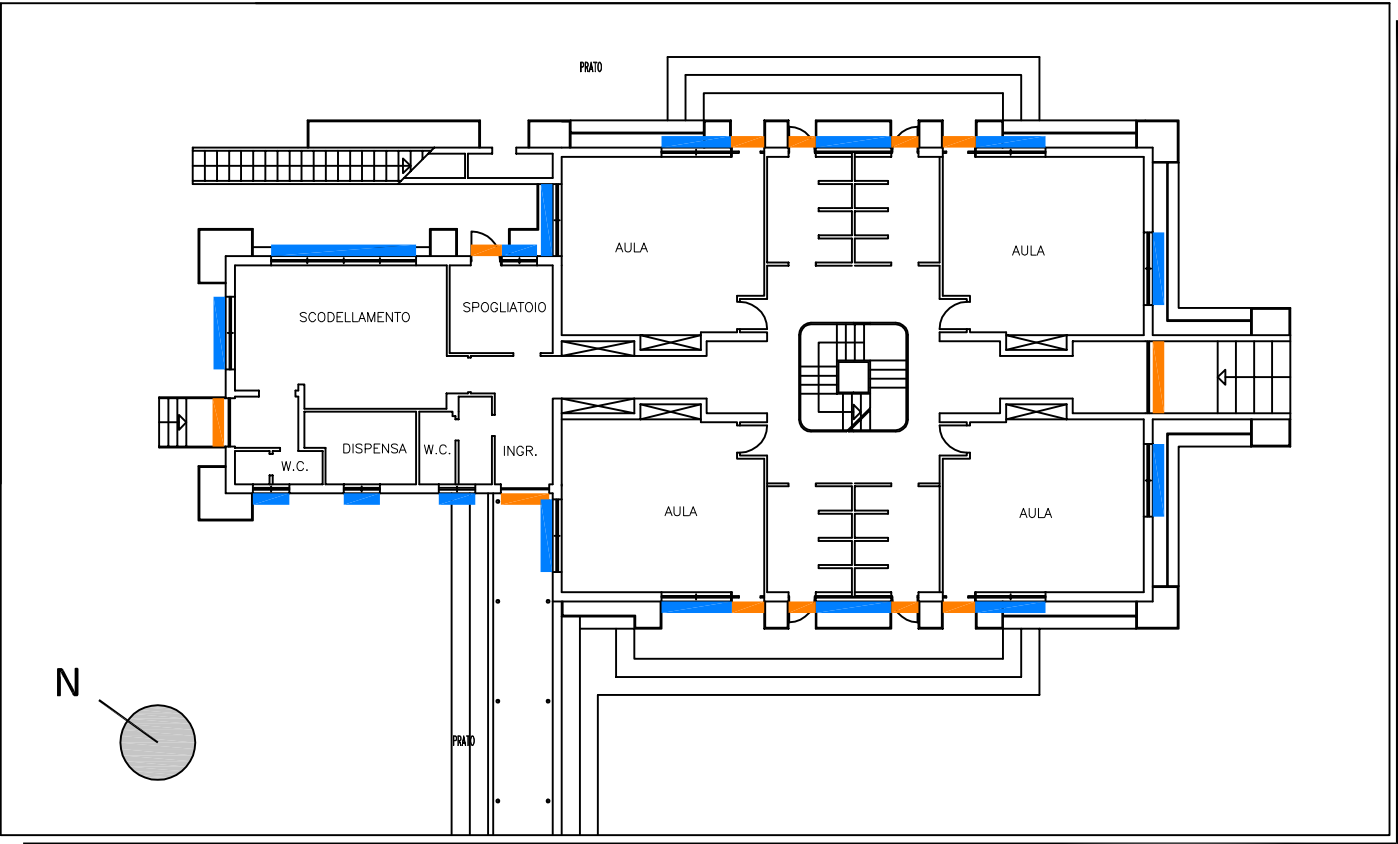 PRATO
AULA
AULA
SCODELLAMENTO
SPOGLIATOIO
DISPENSA
W.C.
INGR.
W.C.
AULA
AULA
N
PRATO